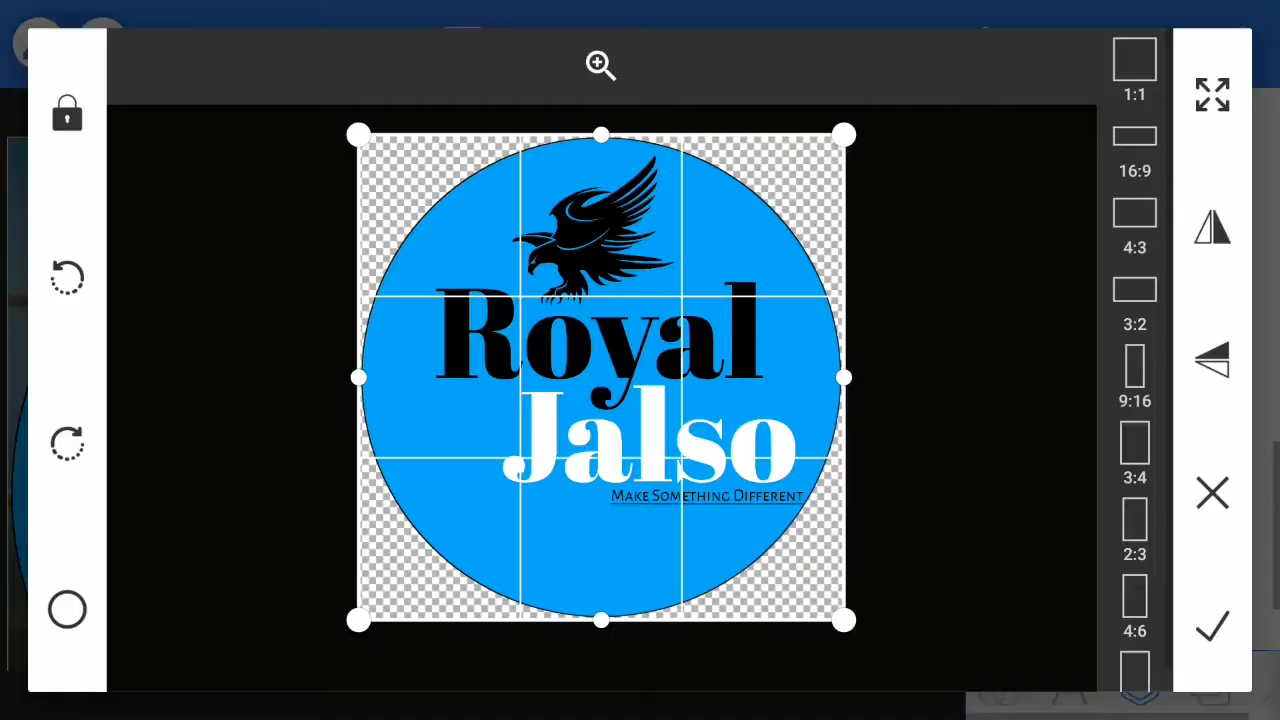 Royal
Jalso
Make Something Different
1:1
16:9
4:3
3:2
9:16
3:4
2:3
4:6